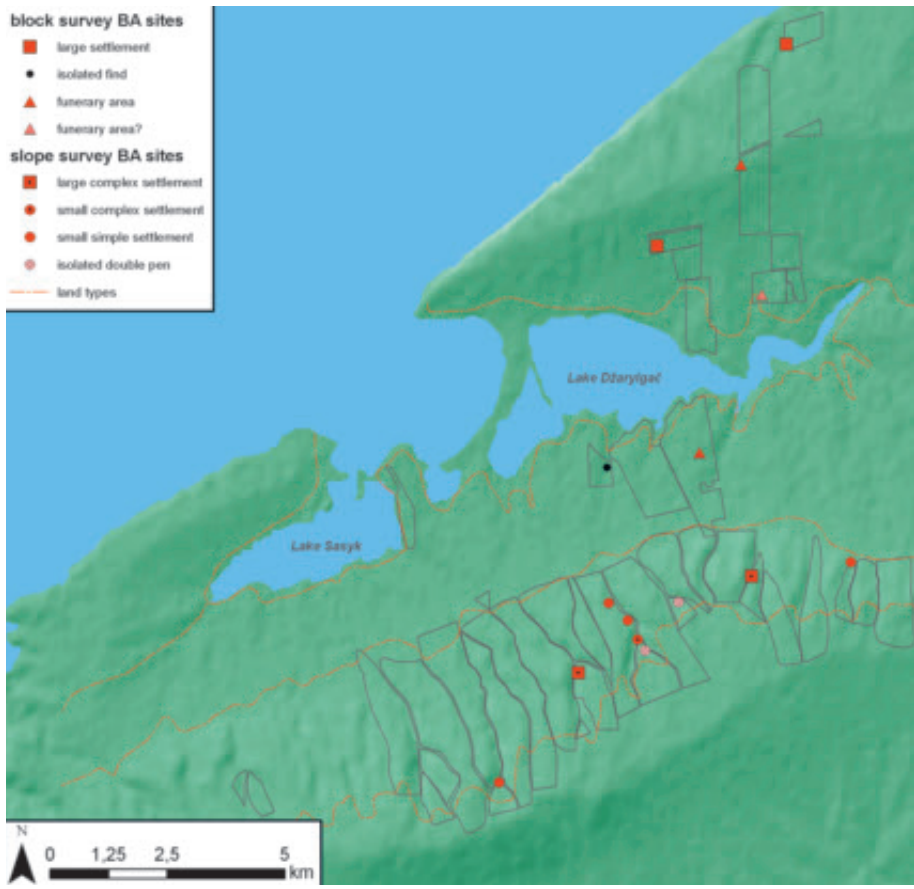 block survey BA sites
large settlement
isolated find
funerary area
funerary area?
slope survey BA sites
large complex settlement
small complex settlement
small simple settlement
isolated double pen
land types
Lake Džarylgač
Lake Sasyk
N
0 1,25 2,5 5
km